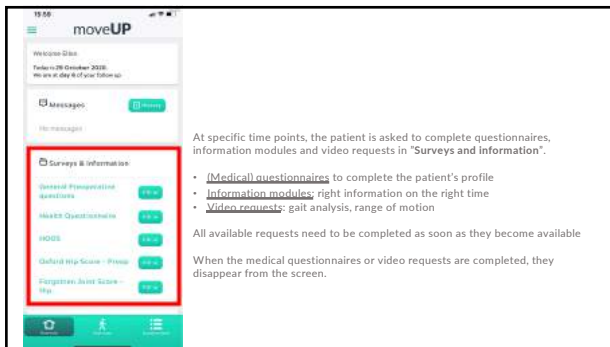 15:59
moveUP
Welcome Elise
Today is 29 October 2020.
We are at day 6 of your follow up
Messages
History
No messages
Surveys & Information
General Preoperative
questions
Health Questionnaire
HOOS
Oxford Hip Score - Preop
Forgotten Joint Score -
Hip
At specific time points, the patient is asked to complete questionnaires,
information modules and video requests in "Surveys and information".
• (Medical) questionnaires to complete the patient's profile
• Information modules: right information on the right time
• Video requests: gait analysis, range of motion
All available requests need to be completed as soon as they become available
When the medical questionnaires or video requests are completed, they
disappear from the screen.